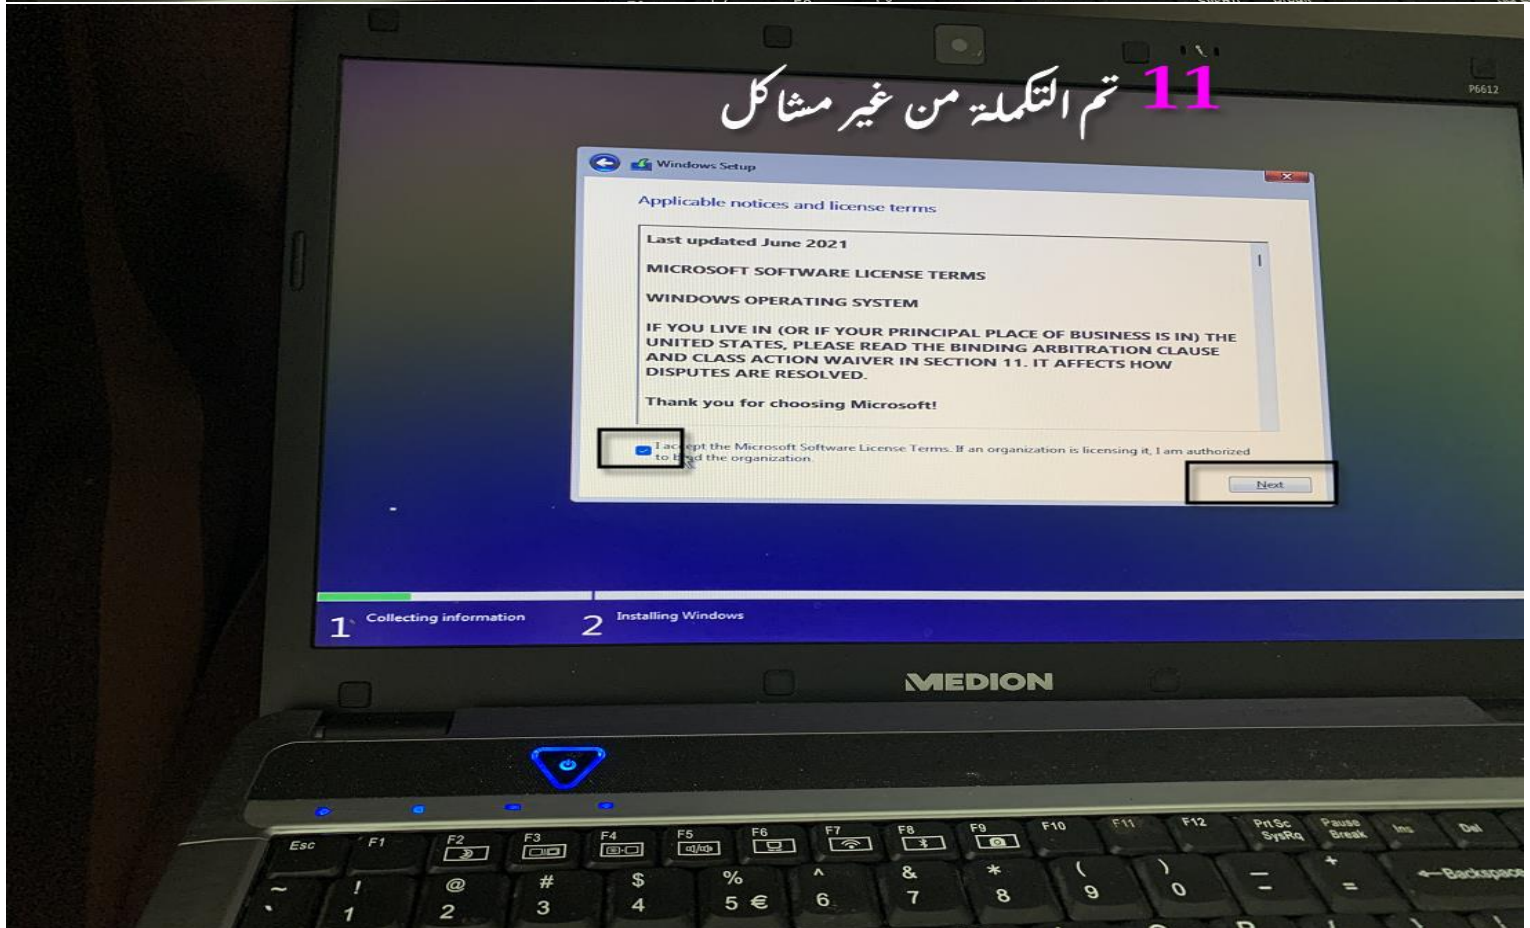 11 تم التكملة من غير مشاكل
P6612
Windows Setup
Applicable notices and license terms
Last updated June 2021
MICROSOFT SOFTWARE LICENSE TERMS
WINDOWS OPERATING SYSTEM
IF YOU LIVE IN (OR IF YOUR PRINCIPAL PLACE OF BUSINESS IS IN) THE
UNITED STATES, PLEASE READ THE BINDING ARBITRATION CLAUSE
AND CLASS ACTION WAIVER IN SECTION 11. IT AFFECTS HOW
DISPUTES ARE RESOLVED.
Thank you for choosing Microsoft!
I accept the Microsoft Software License Terms. If an organization is licensing it, I am authorized
to bind the organization.
Next
1 Collecting information 2 Installing Windows
MEDION
Esc F1 F2 F3 F4 F5 F6 F7 F8 F9 F10 F11 F12 PrtSc SysRq Pause Break Ins Del
~ ! @ # $ % ^ & * ( ) — + ←Backspace
` 1 2 3 4 5 € 6 7 8 9 0 - =